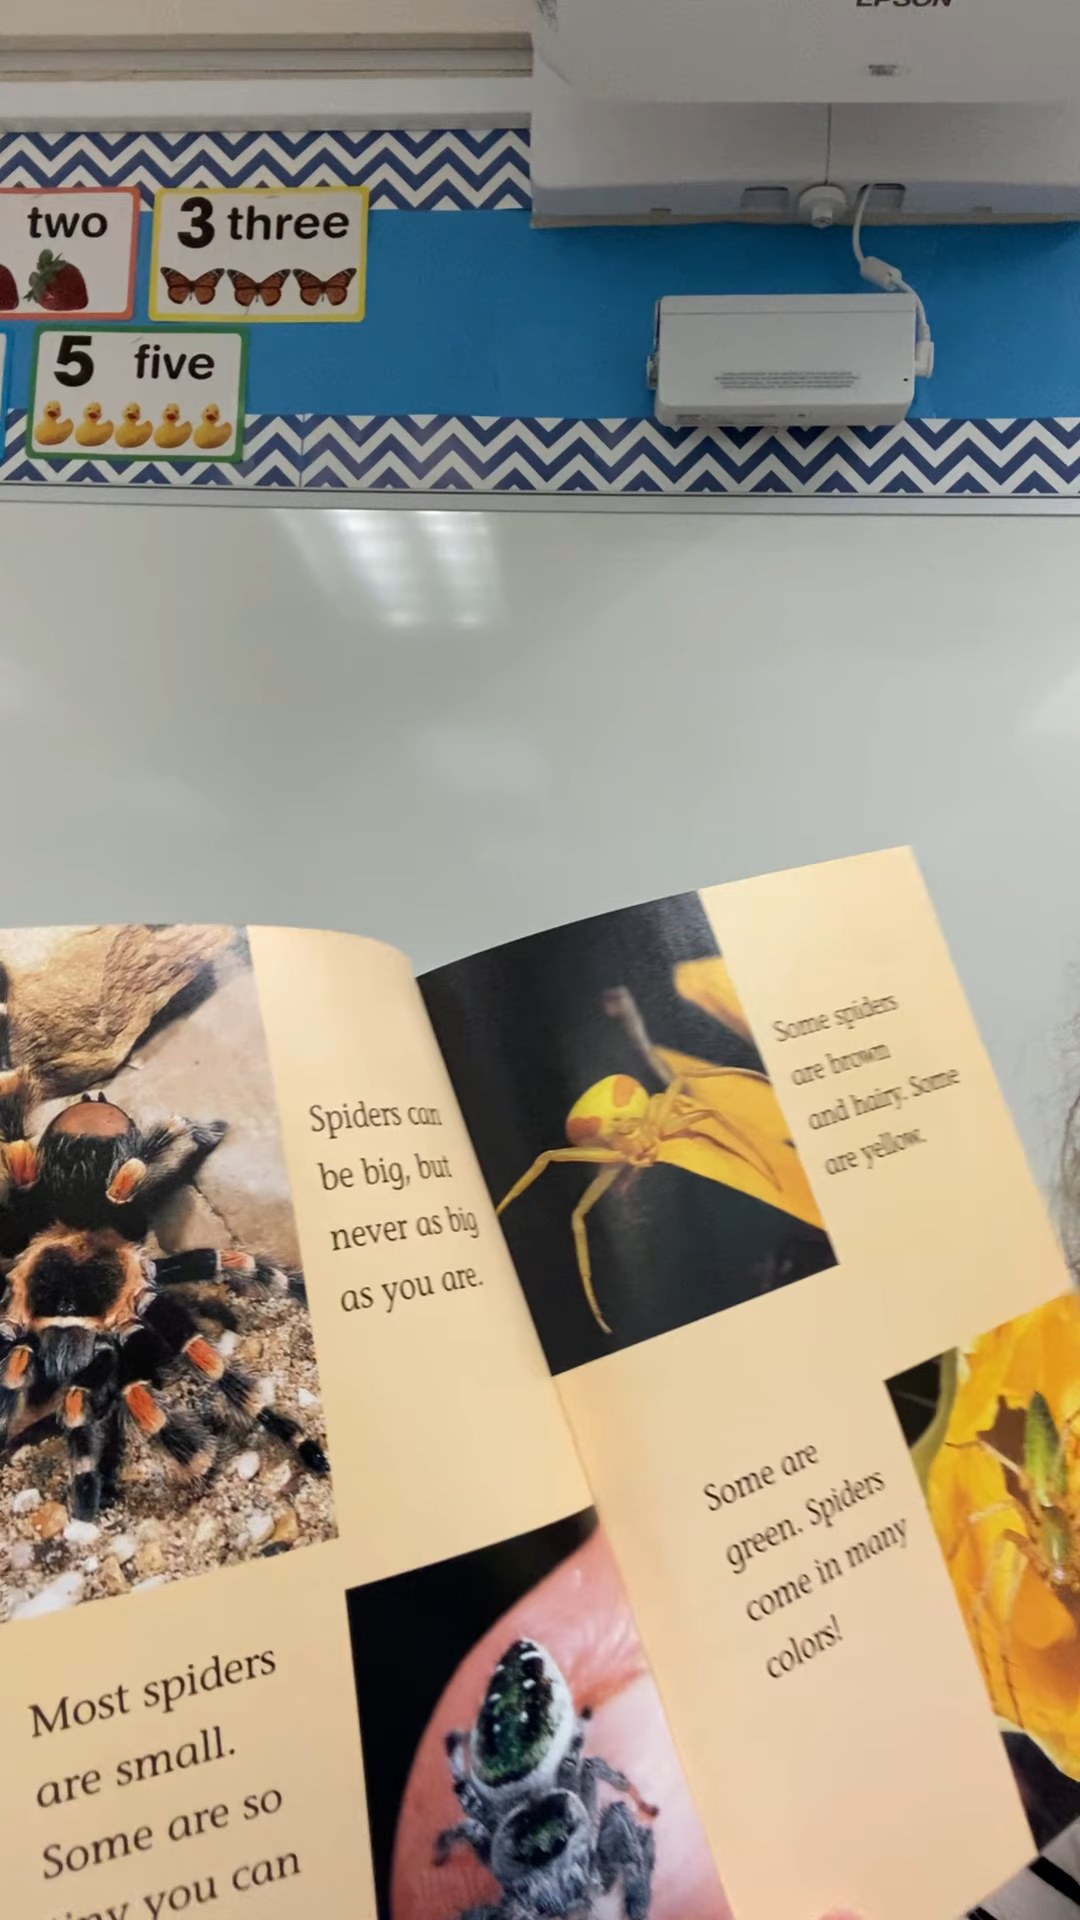 EPSON
two
3 three
5 five
Spiders can
be big, but
never as big
as you are.
Most spiders
are small.
Some are so
you can
Some spiders
are brown
and hairy. Some
are yellow.
Some are
green. Spiders
come in many
colors!